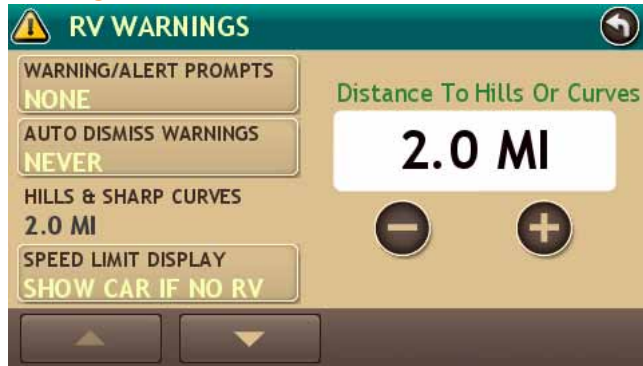 RV WARNINGS
WARNING/ALERT PROMPTS
NONE
AUTO DISMISS WARNINGS
NEVER
HILLS & SHARP CURVES
2.0 MI
SPEED LIMIT DISPLAY
SHOW CAR IF NO RV
Distance To Hills Or Curves
2.0 MI